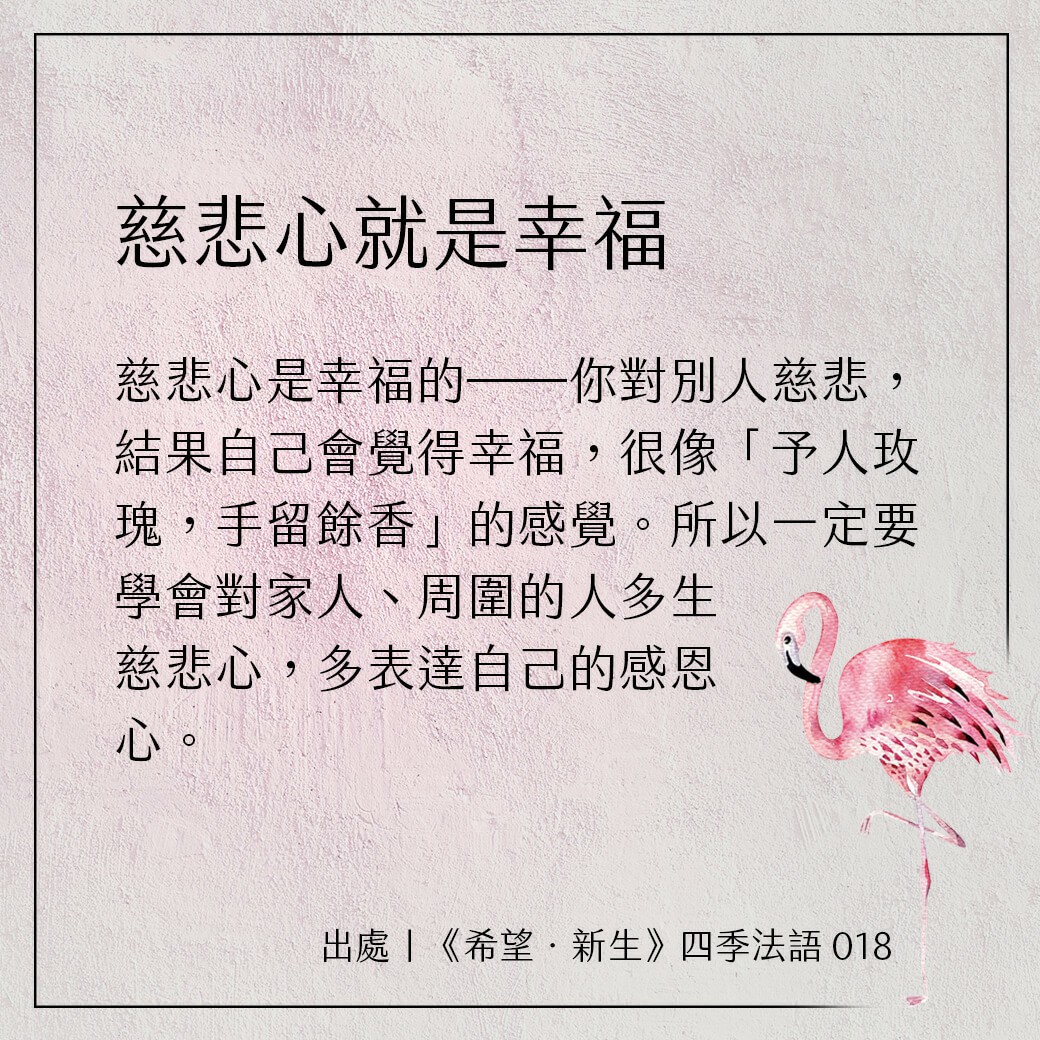 慈悲心就是幸福
慈悲心是幸福的——你對別人慈悲，
結果自己會覺得幸福，很像「予人玫
瑰，手留餘香」的感覺。所以一定要
學會對家人、周圍的人多生
慈悲心，多表達自己的感恩
心。
出處丨《希望．新生》四季法語 018